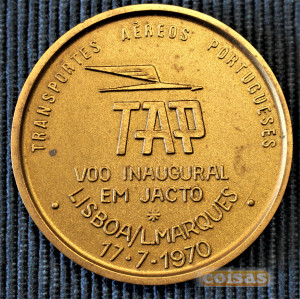 TRANSPORTES AÉREOS PORTUGUESES
TAP
VOO INAUGURAL
EM JACTO
LISBOA/L.MARQUES
*
17-7-1970
coisas